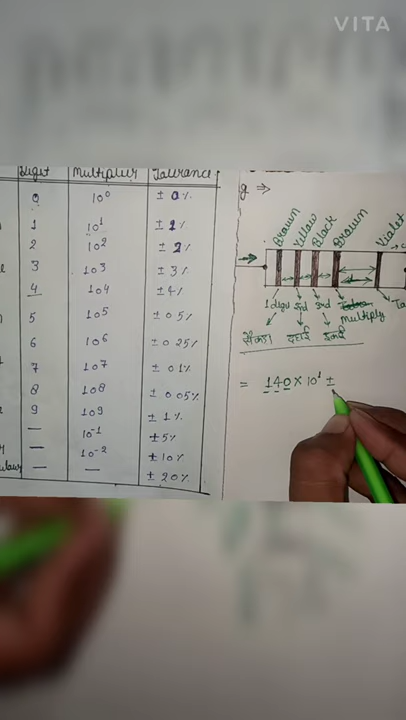 VITA
Digit Multiplier Tolerance
0 10⁰ ± 0%
1 10¹ ± 1%
2 10² ± 2%
3 10³ ± 3%
4 10⁴ ± 4%
5 10⁵ ± 0.5%
6 10⁶ ± 0.25%
7 10⁷ ± 0.1%
8 10⁸ ± 0.05%
9 10⁹ ± 1%
— 10⁻¹ ± 5%
— 10⁻² ± 10%
— — ± 20%
g ⇒
Brown Yellow Black Brown Violet
1 digit 2nd 3rd
Multiply
सैकड़ा दहाई इकाई
= 140 × 10¹ ±